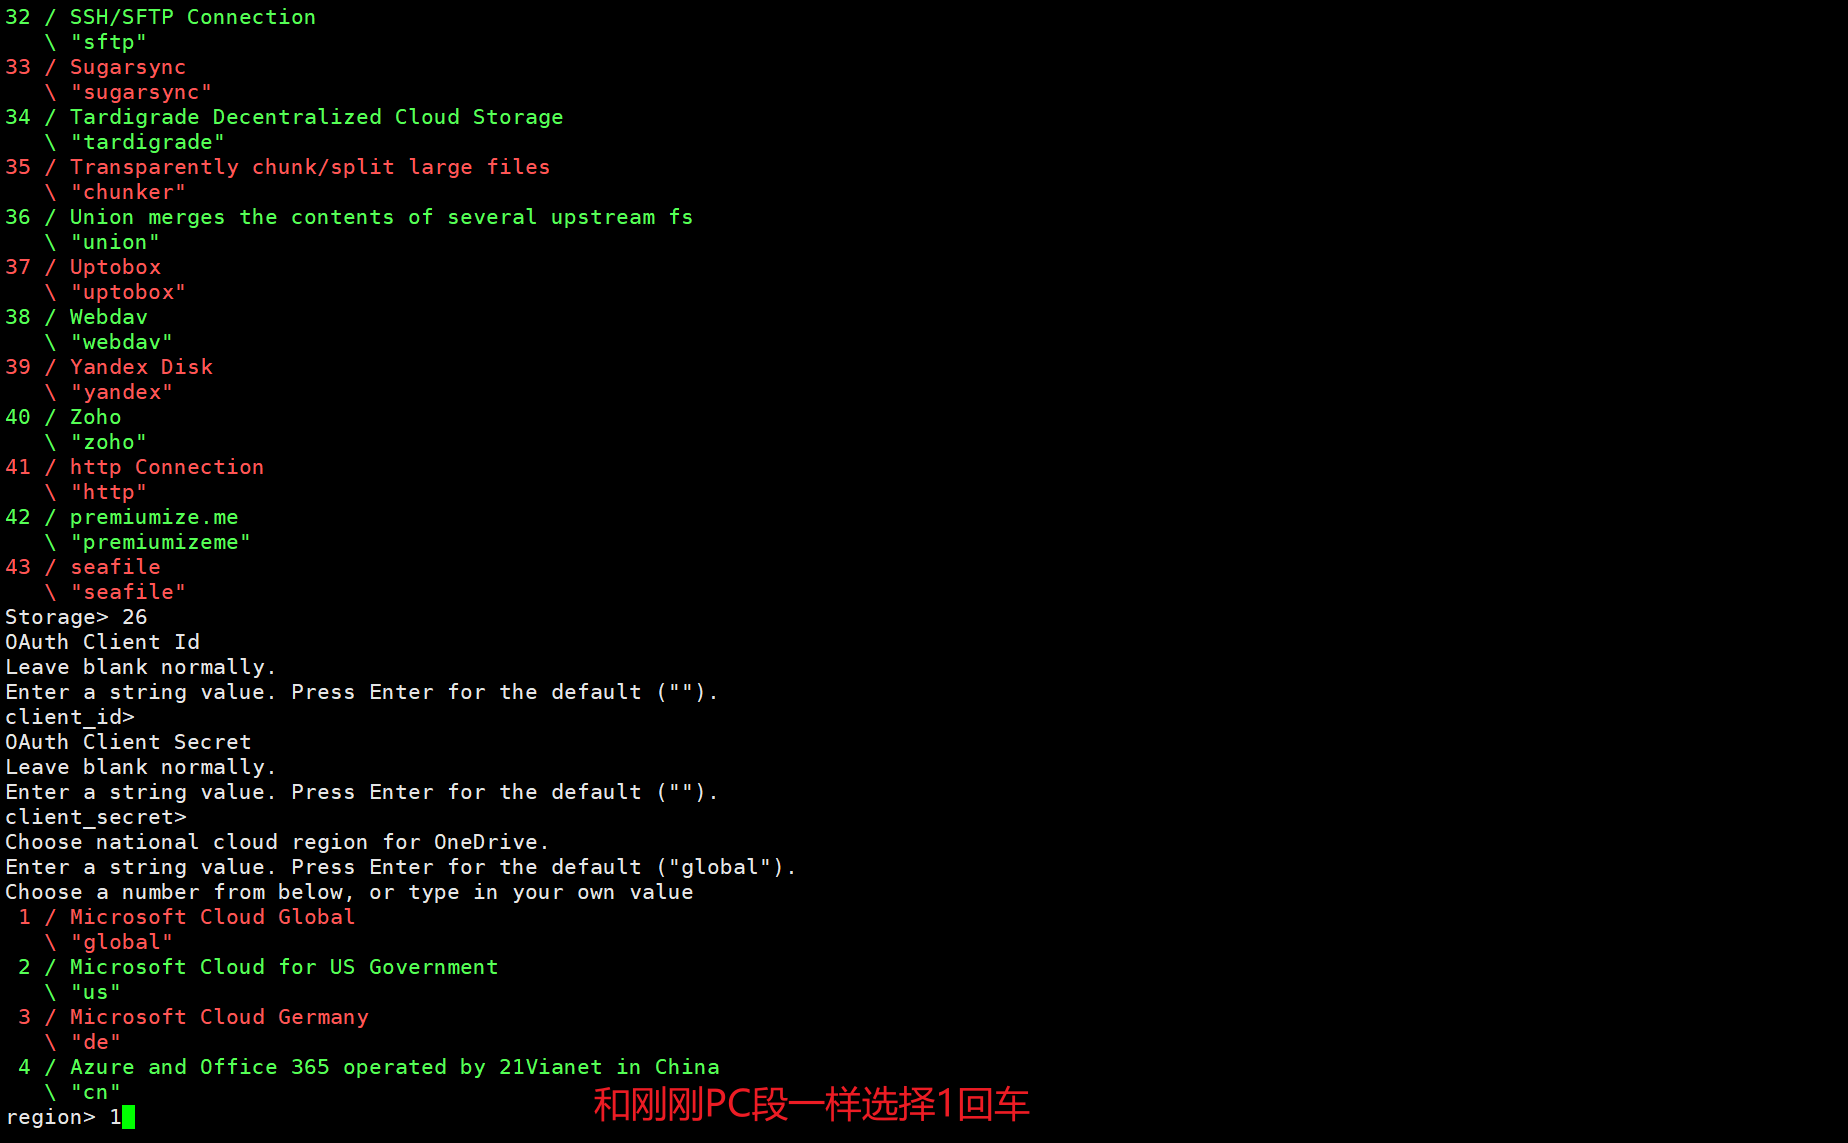 32 / SSH/SFTP Connection
   \ "sftp"
33 / Sugarsync
   \ "sugarsync"
34 / Tardigrade Decentralized Cloud Storage
   \ "tardigrade"
35 / Transparently chunk/split large files
   \ "chunker"
36 / Union merges the contents of several upstream fs
   \ "union"
37 / Uptobox
   \ "uptobox"
38 / Webdav
   \ "webdav"
39 / Yandex Disk
   \ "yandex"
40 / Zoho
   \ "zoho"
41 / http Connection
   \ "http"
42 / premiumize.me
   \ "premiumizeme"
43 / seafile
   \ "seafile"
Storage> 26
OAuth Client Id
Leave blank normally.
Enter a string value. Press Enter for the default ("").
client_id>
OAuth Client Secret
Leave blank normally.
Enter a string value. Press Enter for the default ("").
client_secret>
Choose national cloud region for OneDrive.
Enter a string value. Press Enter for the default ("global").
Choose a number from below, or type in your own value
 1 / Microsoft Cloud Global
   \ "global"
 2 / Microsoft Cloud for US Government
   \ "us"
 3 / Microsoft Cloud Germany
   \ "de"
 4 / Azure and Office 365 operated by 21Vianet in China
   \ "cn"
和刚刚PC段一样选择1回车
region> 1